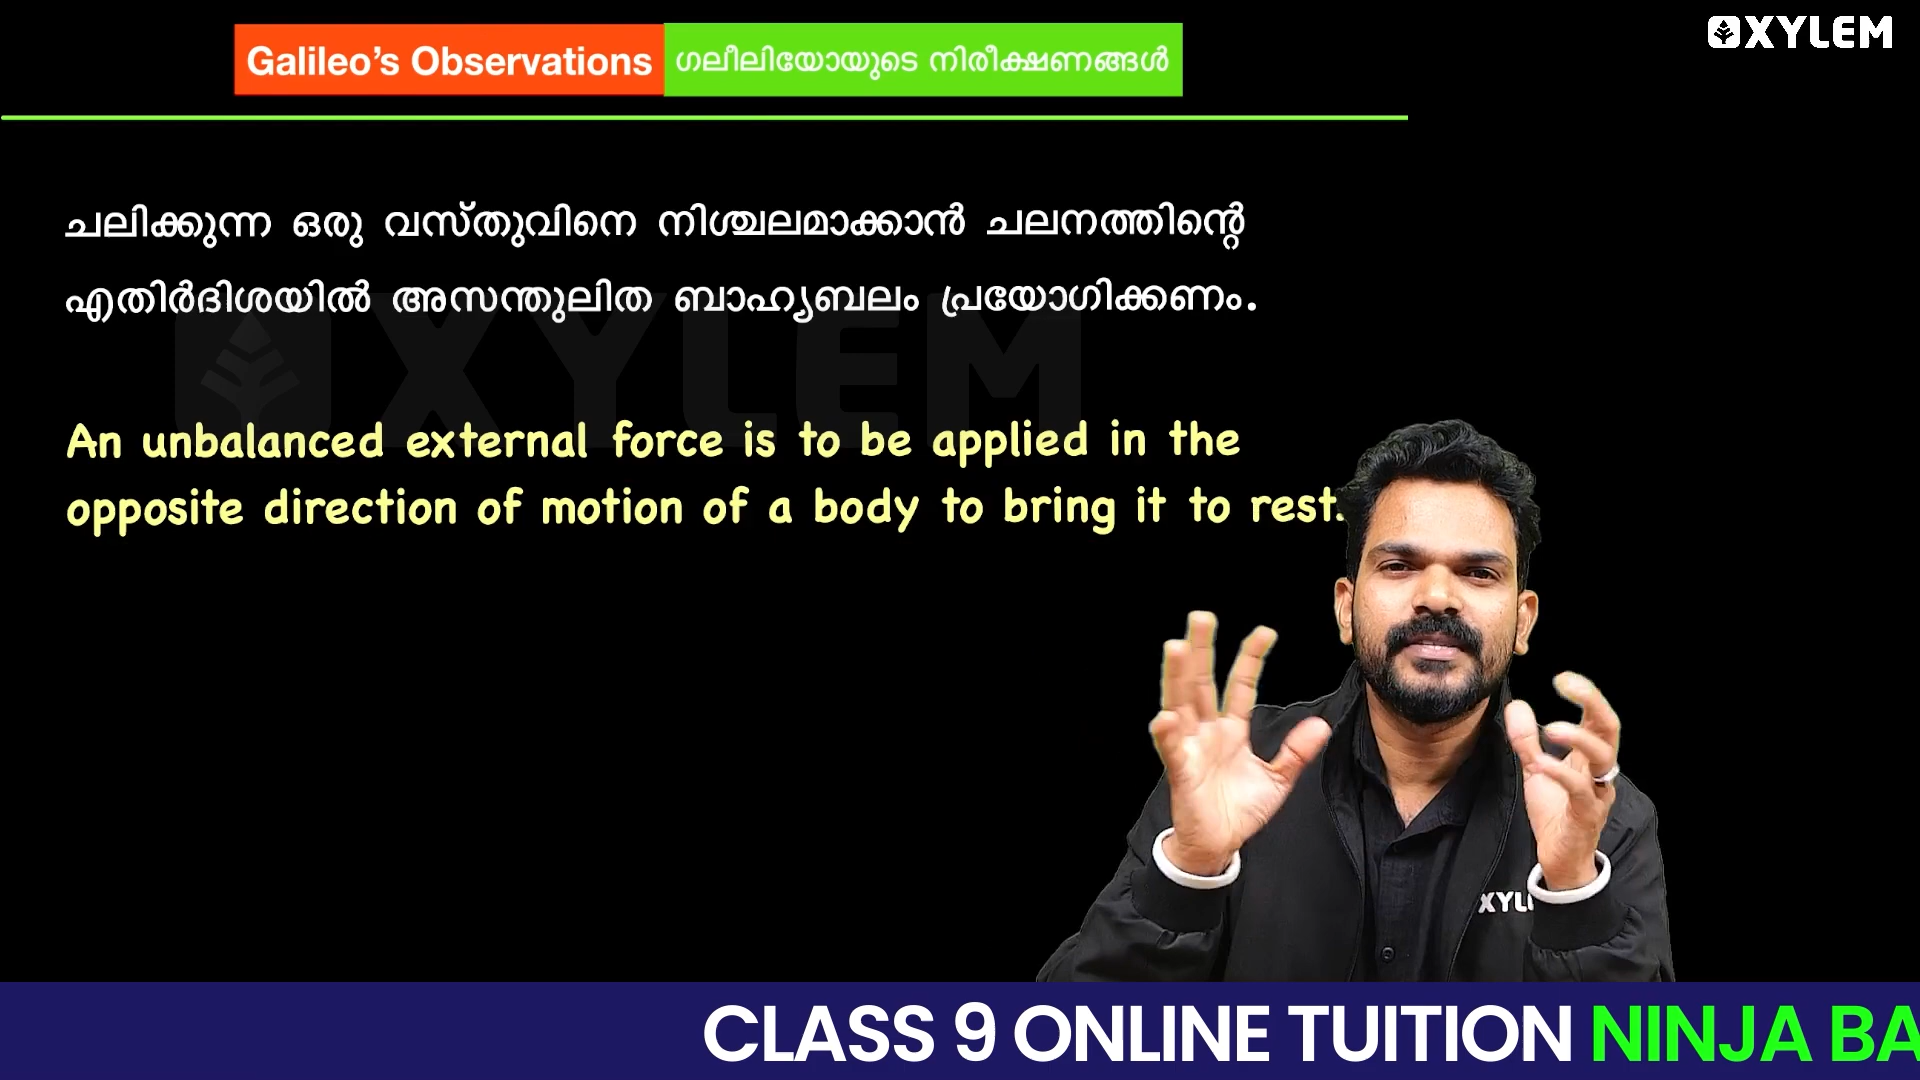 Galileo's Observations ഗലീലിയോയുടെ നിരീക്ഷണങ്ങൾ
XYLEM
ചലിക്കുന്ന ഒരു വസ്തുവിനെ നിശ്ചലമാക്കാൻ ചലനത്തിന്റെ
എതിർദിശയിൽ അസന്തുലിത ബാഹ്യബലം പ്രയോഗിക്കണം.
XYLEM
An unbalanced external force is to be applied in the
opposite direction of motion of a body to bring it to rest.
XYL
CLASS 9 ONLINE TUITION NINJA BA